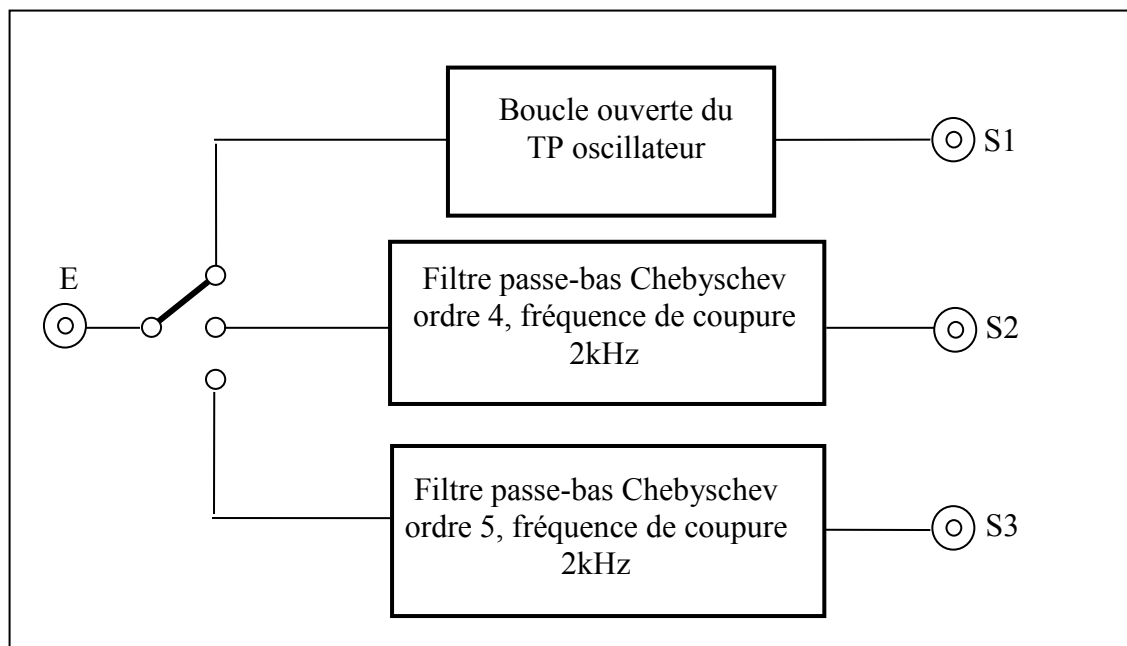 Boucle ouverte du
TP oscillateur
S1
E
Filtre passe-bas Chebyschev
ordre 4, fréquence de coupure
2kHz
S2
Filtre passe-bas Chebyschev
ordre 5, fréquence de coupure
2kHz
S3